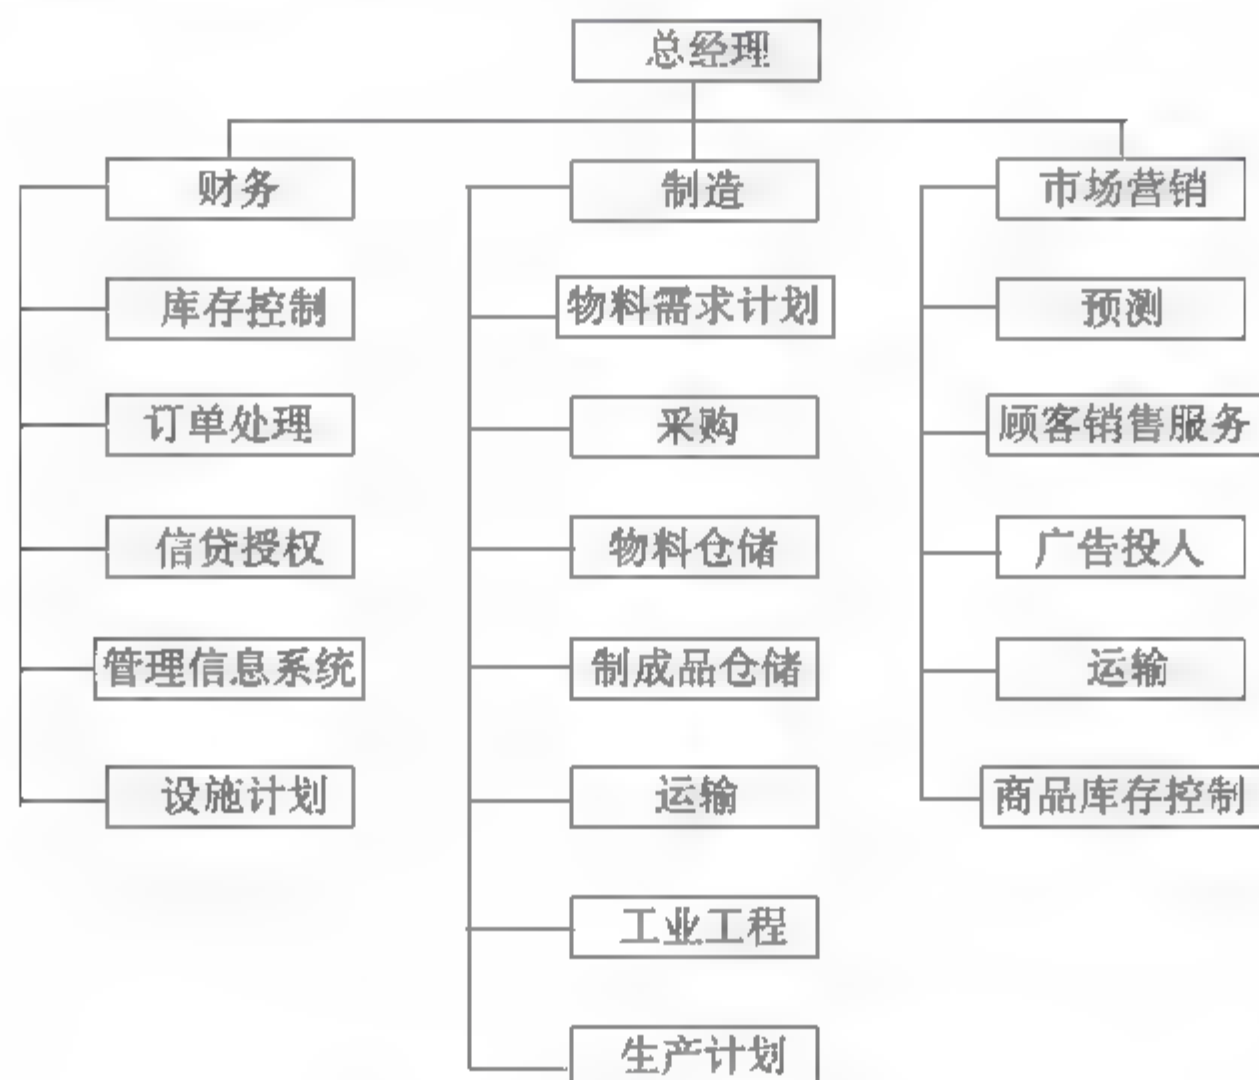 总经理
财务
库存控制
订单处理
信贷授权
管理信息系统
设施计划
制造
物料需求计划
采购
物料仓储
制成品仓储
运输
工业工程
生产计划
市场营销
预测
顾客销售服务
广告投人
运输
商品库存控制